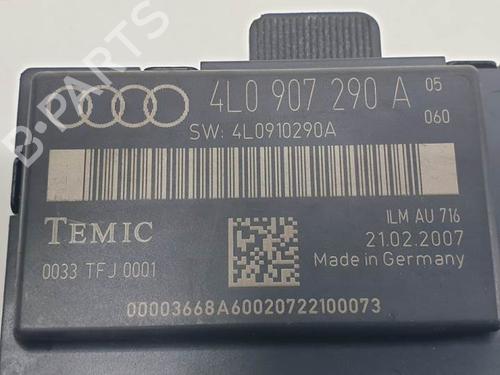 4L0 907 290 A 05
060
SW: 4L0910290A
TEMIC
ILM AU 716
21.02.2007
0033 TFJ 0001
Made in Germany
00003668A60020722100073
B-PARTS